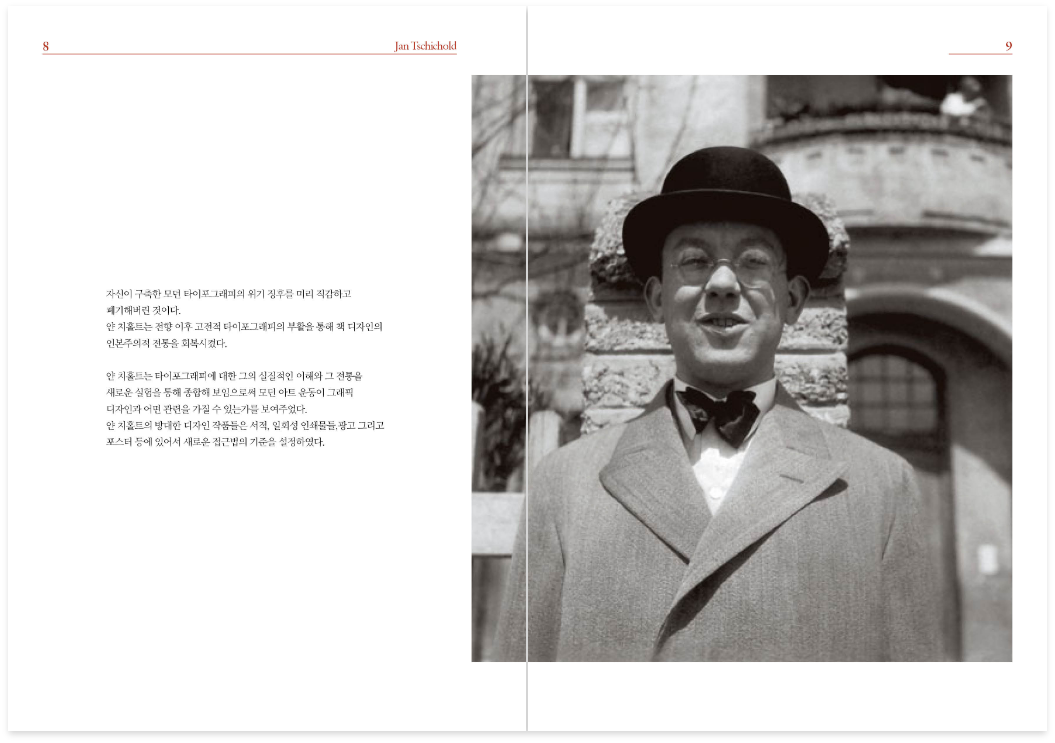 8
Jan Tschichold
9
자신이 구축한 모던 타이포그래피의 위기 징후를 미리 직감하고
폐기해버린 것이다.
얀 치홀트는 전향 이후 고전적 타이포그래피의 부활을 통해 책 디자인의
인본주의적 전통을 회복시켰다.
얀 치홀트는 타이포그래피에 대한 그의 실질적인 이해와 그 전통을
새로운 실험을 통해 종합해 보임으로써 모던 아트 운동이 그래픽
디자인과 어떤 관련을 가질 수 있는가를 보여주었다.
얀 치홀트의 방대한 디자인 작품들은 서적, 일회성 인쇄물들,광고 그리고
포스터 등에 있어서 새로운 접근법의 기준을 설정하였다.